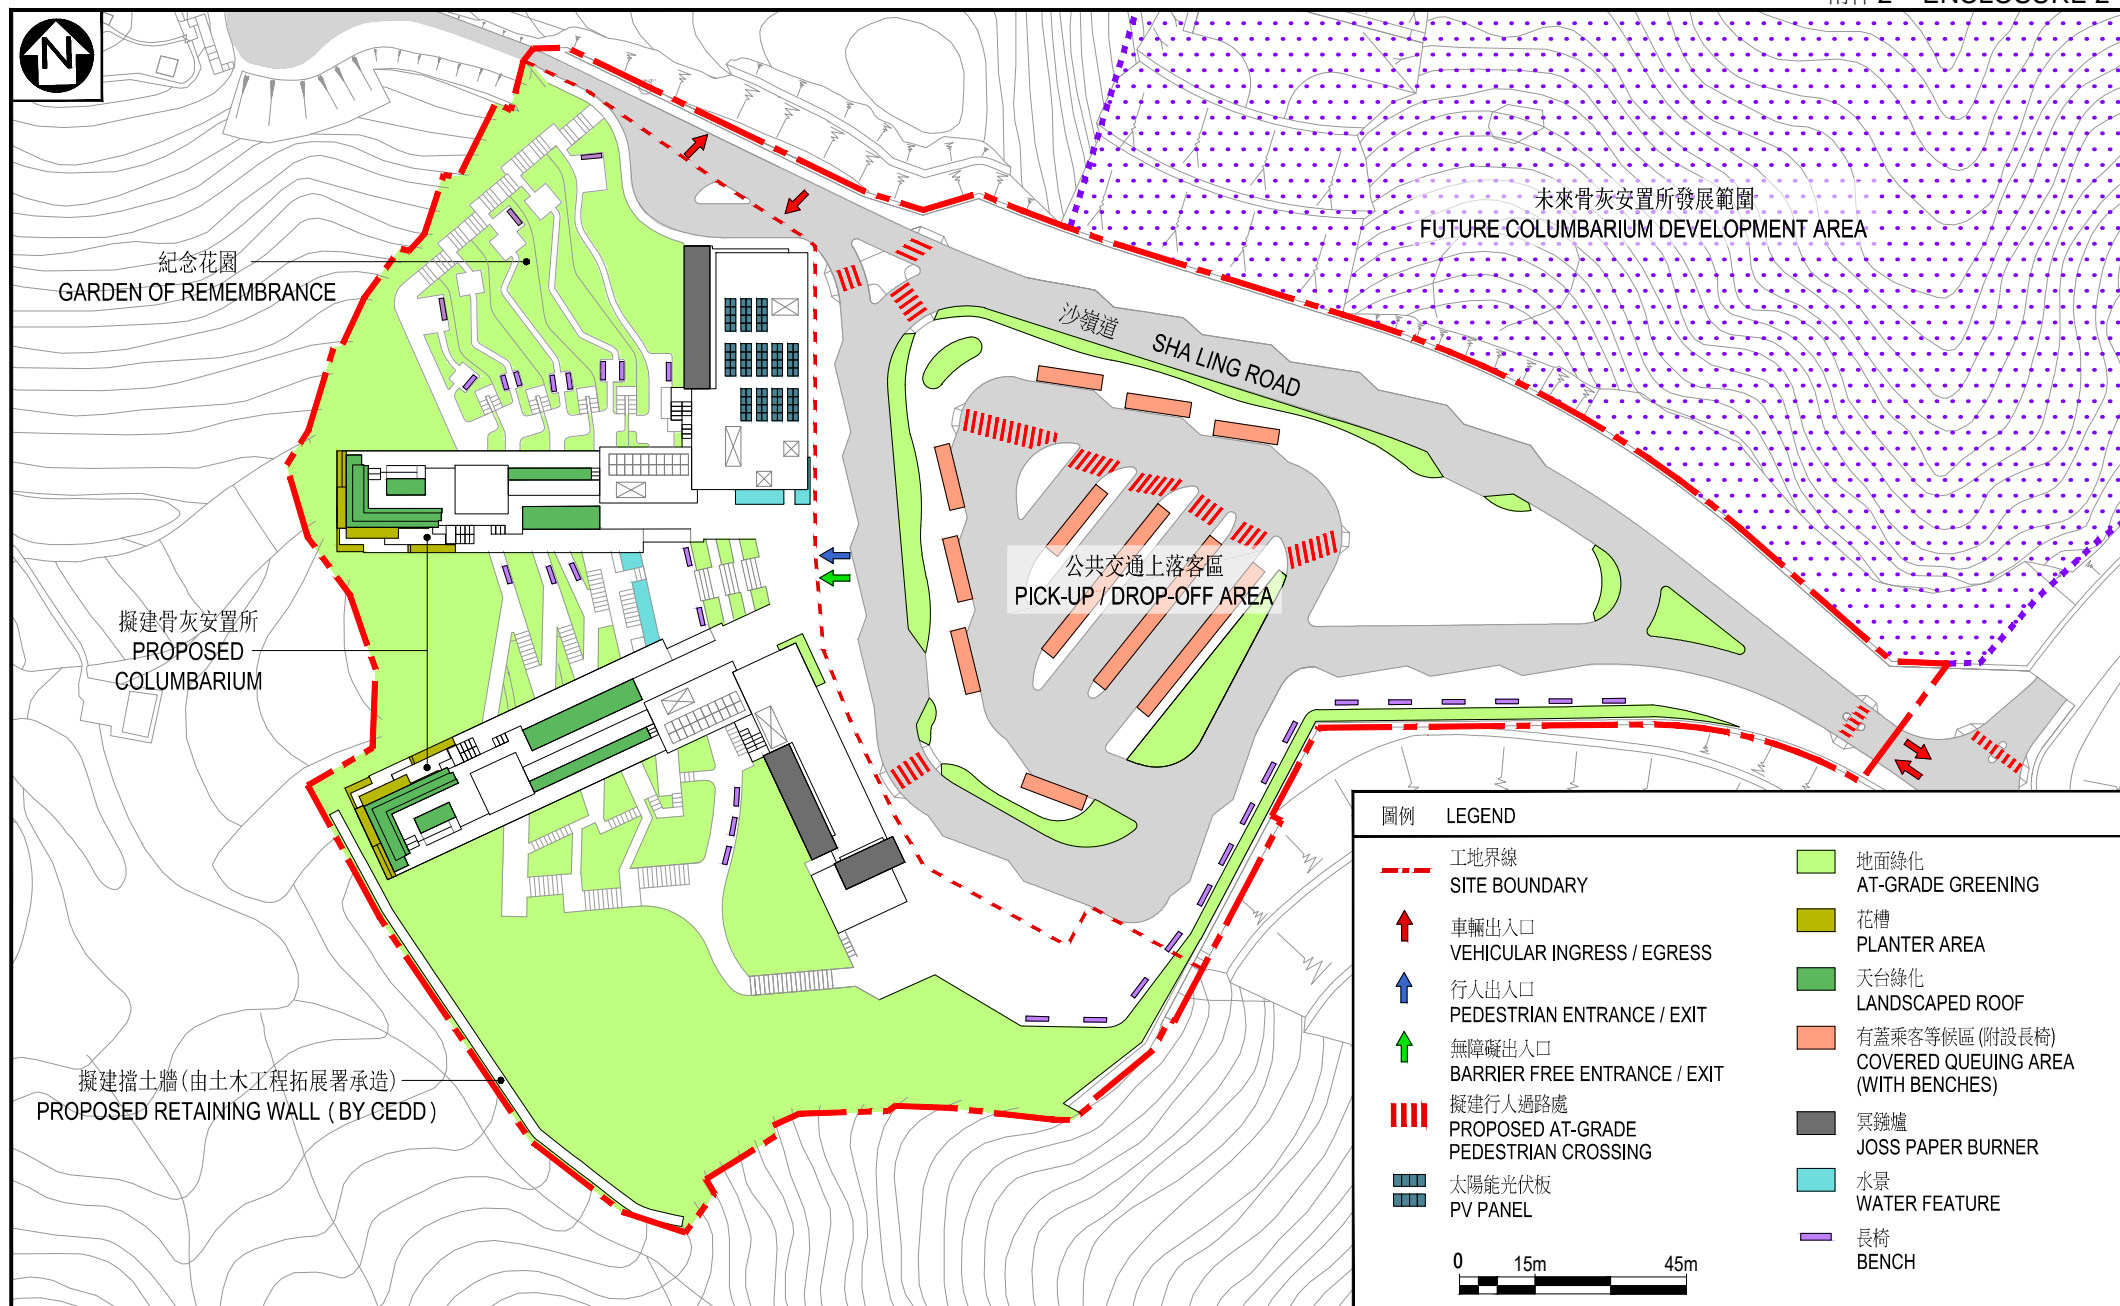 ENCLOSURE 2
N
未來骨灰安置所發展範圍
FUTURE COLUMBARIUM DEVELOPMENT AREA
紀念花園
GARDEN OF REMEMBRANCE
沙嶺道
SHA LING ROAD
公共交通上落客區
PICK-UP / DROP-OFF AREA
擬建骨灰安置所
PROPOSED
COLUMBARIUM
擬建擋土牆(由土木工程拓展署承造)
PROPOSED RETAINING WALL (BY CEDD)
圖例 LEGEND
工地界線
SITE BOUNDARY
車輛出入口
VEHICULAR INGRESS / EGRESS
行人出入口
PEDESTRIAN ENTRANCE / EXIT
無障礙出入口
BARRIER FREE ENTRANCE / EXIT
擬建行人過路處
PROPOSED AT-GRADE
PEDESTRIAN CROSSING
太陽能光伏板
PV PANEL
0 15m 45m
地面綠化
AT-GRADE GREENING
花槽
PLANTER AREA
天台綠化
LANDSCAPED ROOF
有蓋乘客等候區(附設長椅)
COVERED QUEUING AREA
(WITH BENCHES)
冥鏹爐
JOSS PAPER BURNER
水景
WATER FEATURE
長椅
BENCH